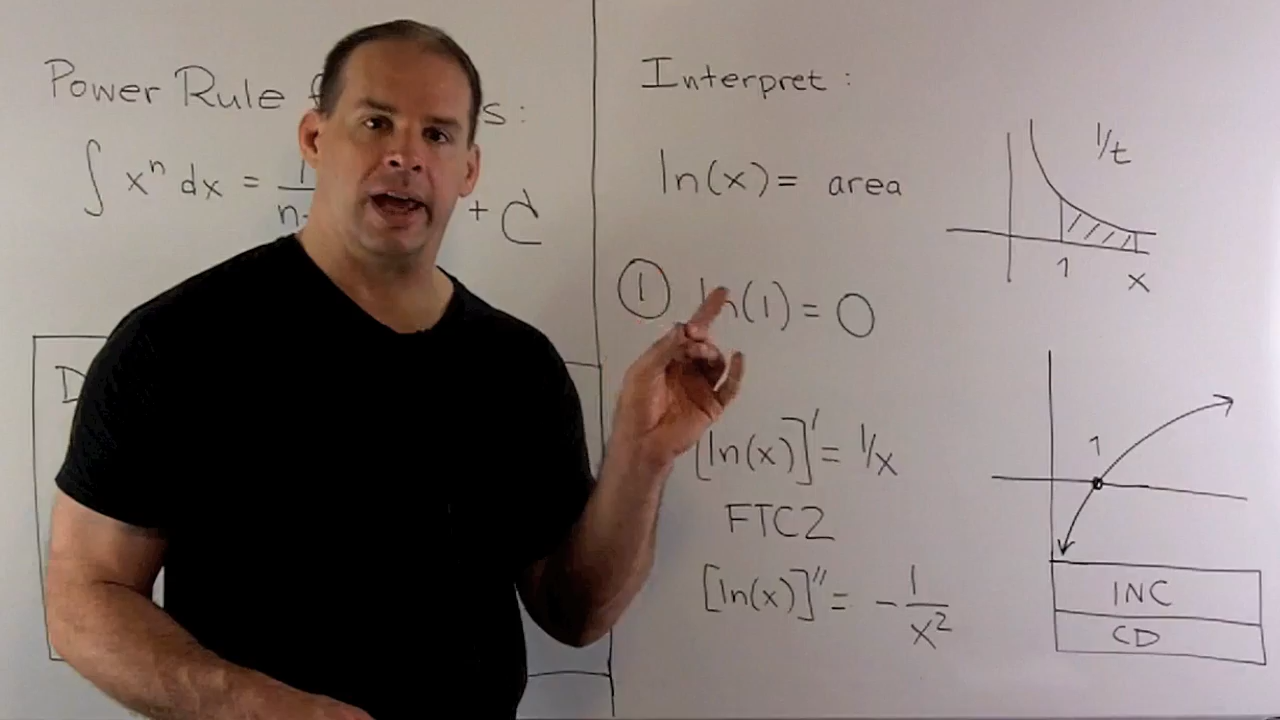 Power Rule s:
∫ xⁿ dx = 1 n + C
D
Interpret:
ln(x) = area
1/t
1
x
① ln(1) = 0
[ln(x)]' = 1/x
FTC2
[ln(x)]'' = - 1/x²
1
INC
CD